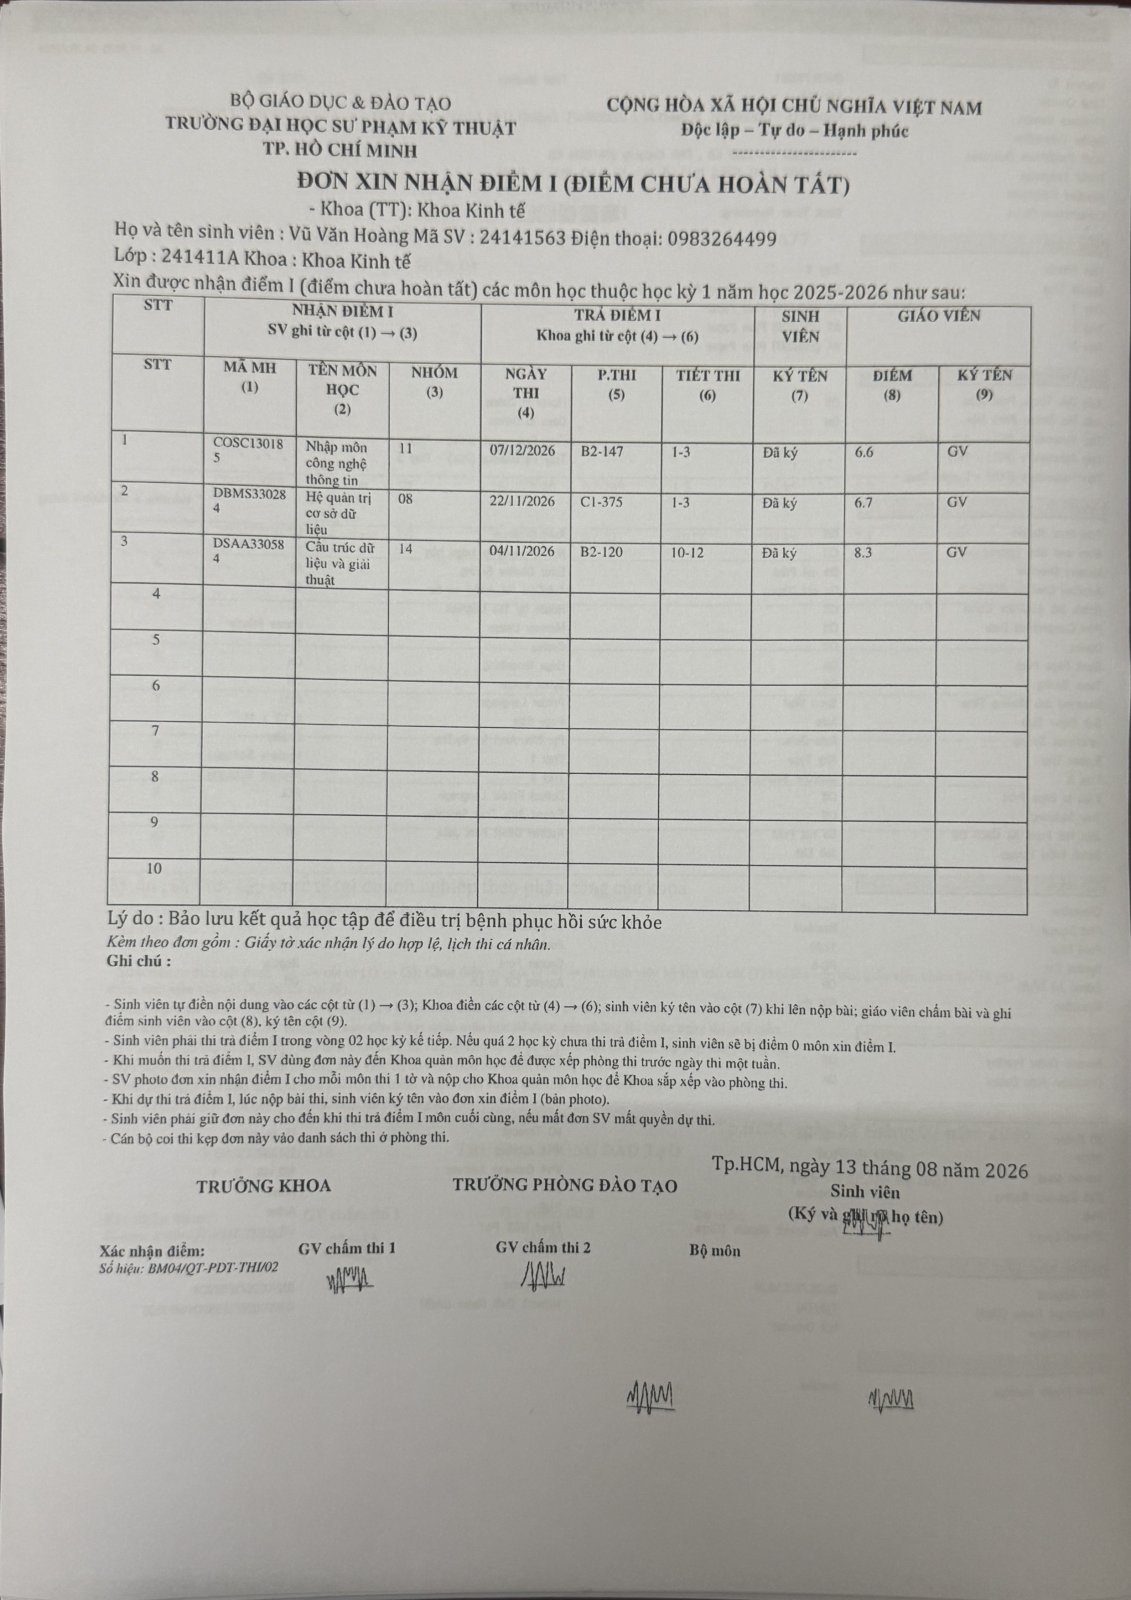 BỘ GIÁO DỤC & ĐÀO TẠO
TRƯỜNG ĐẠI HỌC SƯ PHẠM KỸ THUẬT
TP. HỒ CHÍ MINH
CỘNG HÒA XÃ HỘI CHỦ NGHĨA VIỆT NAM
Độc lập – Tự do – Hạnh phúc
-----------------------
ĐƠN XIN NHẬN ĐIỂM I (ĐIỂM CHƯA HOÀN TẤT)
- Khoa (TT): Khoa Kinh tế
Họ và tên sinh viên : Vũ Văn Hoàng Mã SV : 24141563 Điện thoại: 0983264499
Lớp : 241411A Khoa : Khoa Kinh tế
Xin được nhận điểm I (điểm chưa hoàn tất) các môn học thuộc học kỳ 1 năm học 2025-2026 như sau:
STT NHẬN ĐIỂM I TRẢ ĐIỂM I SINH GIÁO VIÊN
SV ghi từ cột (1) → (3) Khoa ghi từ cột (4) → (6) VIÊN
STT MÃ MH TÊN MÔN NHÓM NGÀY P.THI TIẾT THI KÝ TÊN ĐIỂM KÝ TÊN
(1) HỌC (3) THI (5) (6) (7) (8) (9)
(2) (4)
1 COSC13018 Nhập môn 11 07/12/2026 B2-147 1-3 Đã ký 6.6 GV
5 công nghệ
thông tin
2 DBMS33028 Hệ quản trị 08 22/11/2026 C1-375 1-3 Đã ký 6.7 GV
4 cơ sở dữ
liệu
3 DSAA33058 Cấu trúc dữ 14 04/11/2026 B2-120 10-12 Đã ký 8.3 GV
4 liệu và giải
thuật
4
5
6
7
8
9
10
Lý do : Bảo lưu kết quả học tập để điều trị bệnh phục hồi sức khỏe
Kèm theo đơn gồm : Giấy tờ xác nhận lý do hợp lệ, lịch thi cá nhân.
Ghi chú :
- Sinh viên tự điền nội dung vào các cột từ (1) → (3); Khoa điền các cột từ (4) → (6); sinh viên ký tên vào cột (7) khi lên nộp bài; giáo viên chấm bài và ghi
điểm sinh viên vào cột (8), ký tên cột (9).
- Sinh viên phải thi trả điểm I trong vòng 02 học kỳ kế tiếp. Nếu quá 2 học kỳ chưa thi trả điểm I, sinh viên sẽ bị điểm 0 môn xin điểm I.
- Khi muốn thi trả điểm I, SV dùng đơn này đến Khoa quản môn học để được xếp phòng thi trước ngày thi một tuần.
- SV photo đơn xin nhận điểm I cho mỗi môn thi 1 tờ và nộp cho Khoa quản môn học để Khoa sắp xếp vào phòng thi.
- Khi dự thi trả điểm I, lúc nộp bài thi, sinh viên ký tên vào đơn xin điểm I (bản photo).
- Sinh viên phải giữ đơn này cho đến khi thi trả điểm I môn cuối cùng, nếu mất đơn SV mất quyền dự thi.
- Cán bộ coi thi kẹp đơn này vào danh sách thi ở phòng thi.
Tp.HCM, ngày 13 tháng 08 năm 2026
TRƯỞNG KHOA TRƯỞNG PHÒNG ĐÀO TẠO Sinh viên
(Ký và ghi rõ họ tên)
Xác nhận điểm: GV chấm thi 1 GV chấm thi 2 Bộ môn
Số hiệu: BM04/QT-PDT-THI/02